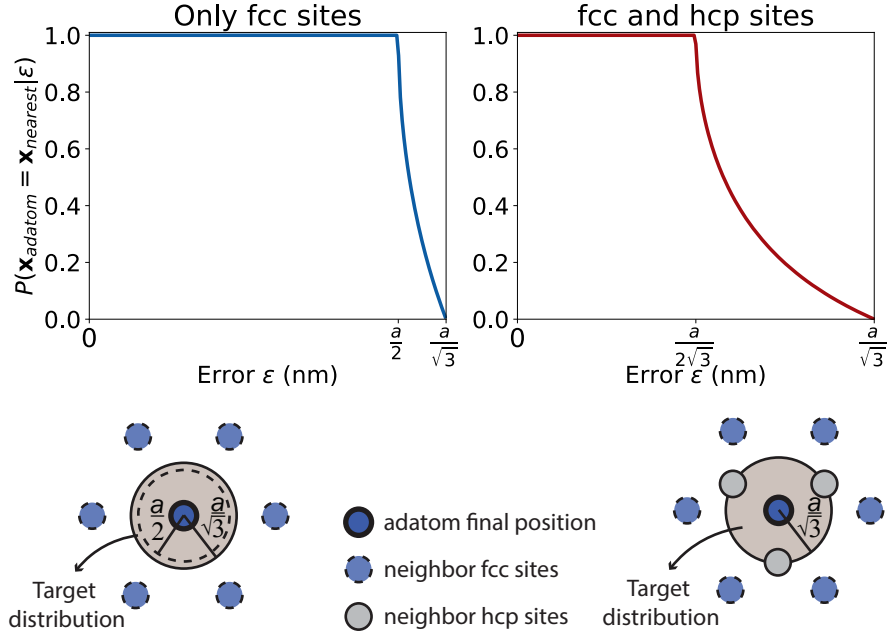 Only fcc sites
fcc and hcp sites
P(x_adatom = x_nearest|ε)
1.0
0.8
0.6
0.4
0.2
0.0
0
a/2
a/√3
Error ε (nm)
1.0
0.8
0.6
0.4
0.2
0.0
0
a/2√3
a/√3
Error ε (nm)
a/2
a/√3
Target
distribution
adatom final position
neighbor fcc sites
neighbor hcp sites
a/√3
Target
distribution